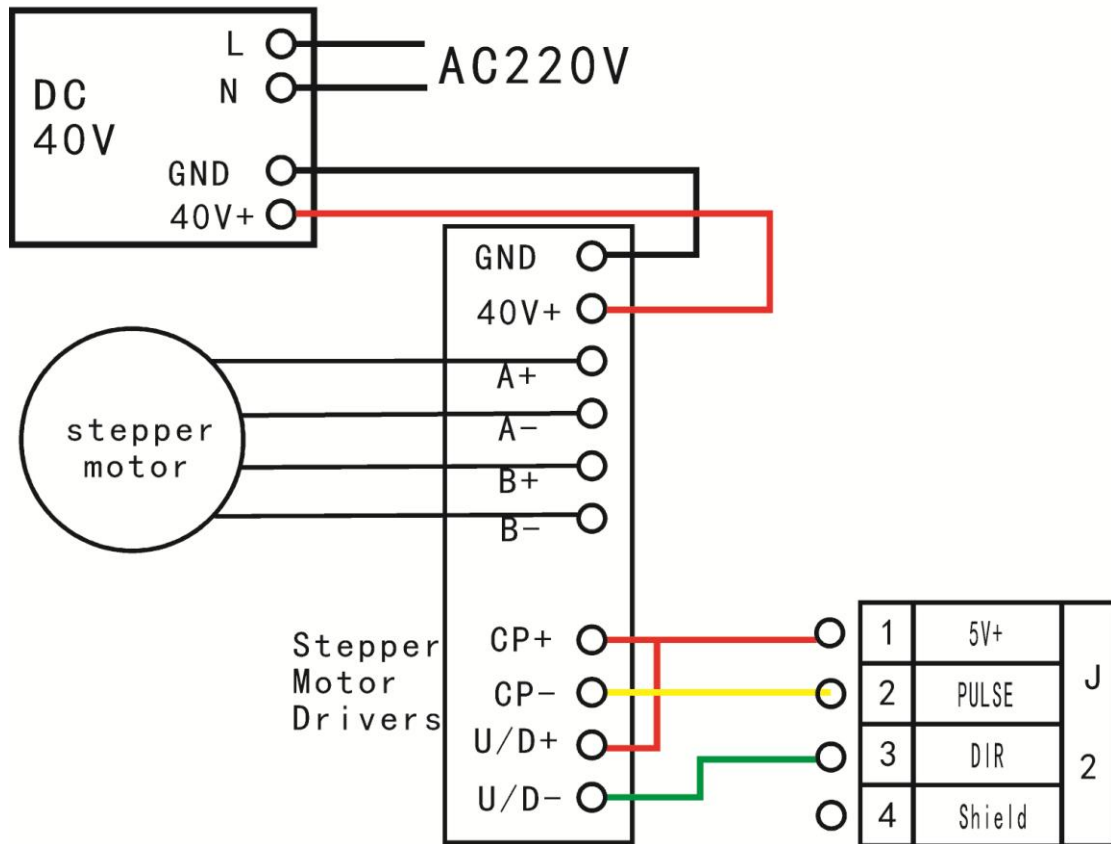 L
N
AC220V
DC
40V
GND
40V+
GND
40V+
A+
A-
B+
B-
stepper
motor
Stepper
Motor
Drivers
CP+
CP-
U/D+
U/D-
1 5V+
2 PULSE
3 DIR
4 Shield
J
2